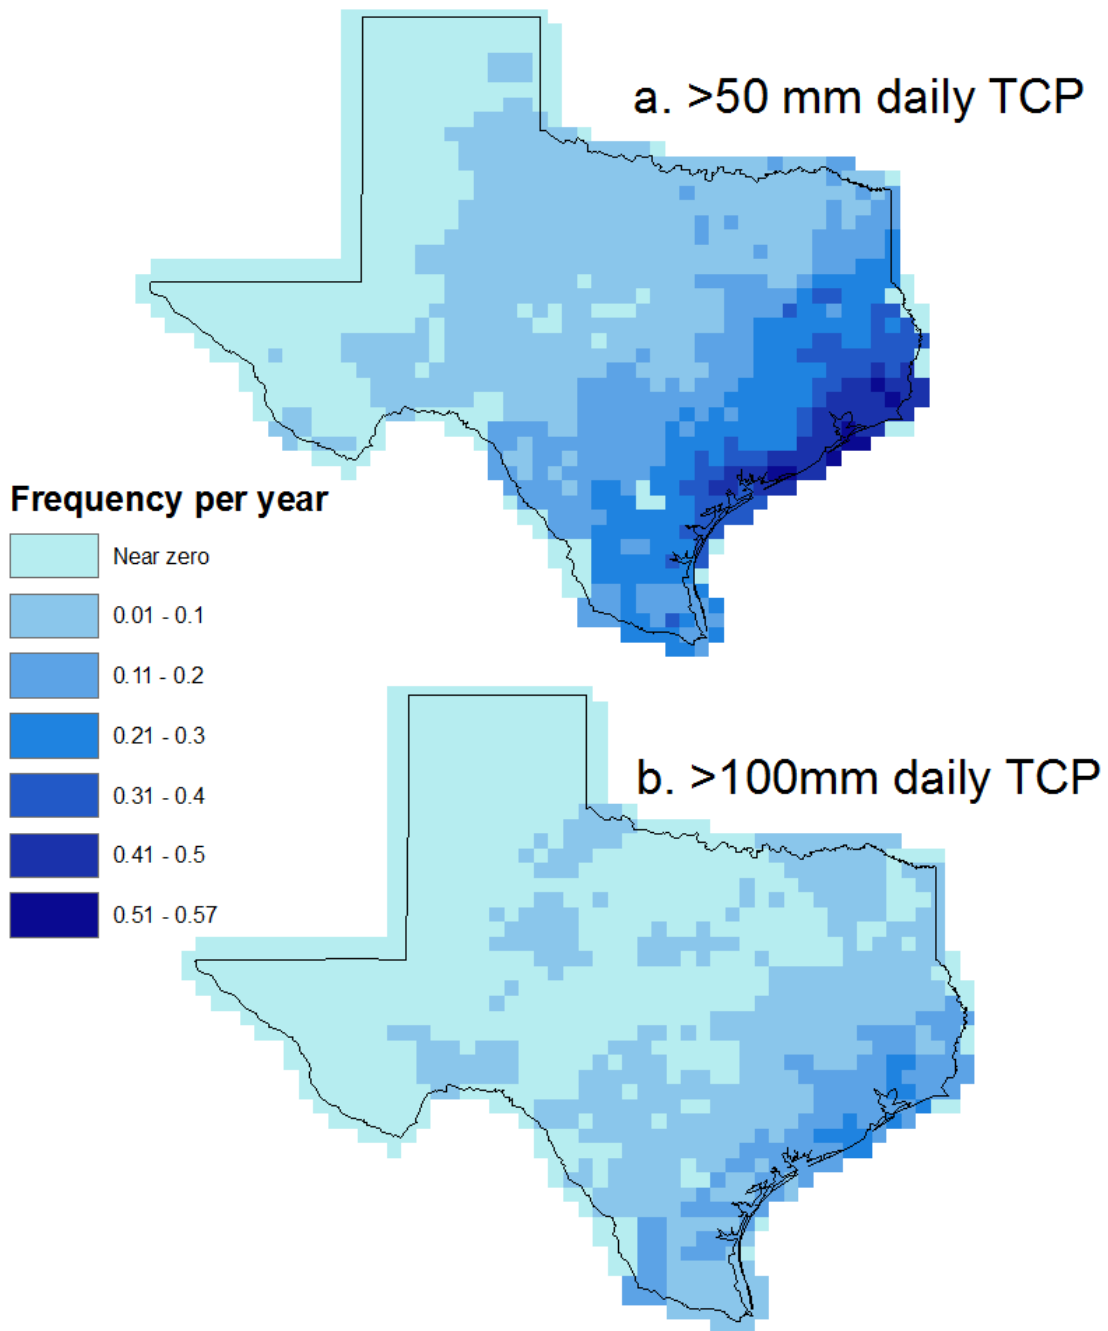 a. >50 mm daily TCP
Frequency per year
Near zero
0.01 - 0.1
0.11 - 0.2
0.21 - 0.3
0.31 - 0.4
0.41 - 0.5
0.51 - 0.57
b. >100mm daily TCP